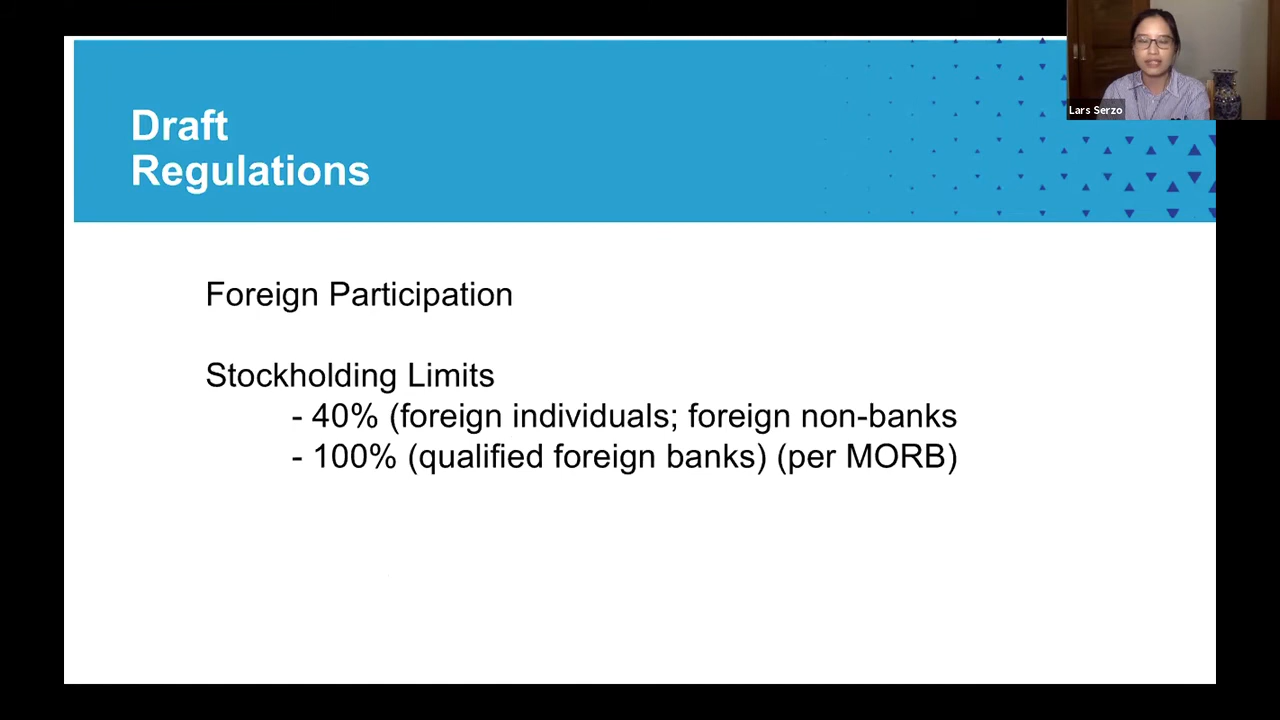 Lars Serzo
Draft
Regulations
Foreign Participation
Stockholding Limits
- 40% (foreign individuals; foreign non-banks
- 100% (qualified foreign banks) (per MORB)